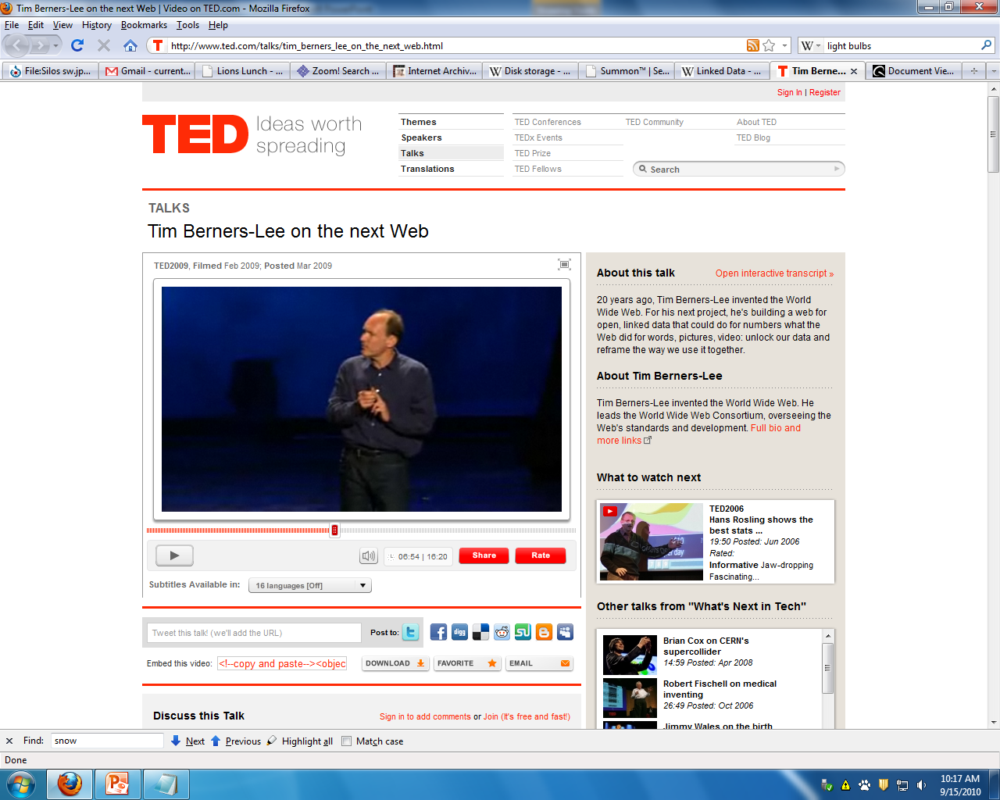 Tim Berners-Lee on the next Web | Video on TED.com - Mozilla Firefox
File Edit View History Bookmarks Tools Help
http://www.ted.com/talks/tim_berners_lee_on_the_next_web.html
light bulbs
File:Silos sw.jp...
Gmail - current...
Lions Lunch - ...
Zoom! Search ...
Internet Archiv...
Disk storage - ...
Summon™ | Se...
Linked Data - ...
Tim Berne...
Document Vie...
Sign In | Register
TED Ideas worth
spreading
Themes
Speakers
Talks
Translations
TED Conferences
TEDx Events
TED Prize
TED Fellows
TED Community
About TED
TED Blog
Search
TALKS
Tim Berners-Lee on the next Web
TED2009, Filmed Feb 2009; Posted Mar 2009
06:54 | 16:20
Share
Rate
Subtitles Available in:
16 languages [Off]
Tweet this talk! (we'll add the URL)
Post to:
digg
Embed this video:
<!--copy and paste--><objec
DOWNLOAD
FAVORITE
EMAIL
Discuss this Talk
Sign in to add comments or Join (It's free and fast!)
About this talk
Open interactive transcript »
20 years ago, Tim Berners-Lee invented the World
Wide Web. For his next project, he's building a web for
open, linked data that could do for numbers what the
Web did for words, pictures, video: unlock our data and
reframe the way we use it together.
About Tim Berners-Lee
Tim Berners-Lee invented the World Wide Web. He
leads the World Wide Web Consortium, overseeing the
Web's standards and development. Full bio and
more links
What to watch next
TED2006
Hans Rosling shows the
best stats ...
19:50 Posted: Jun 2006
Rated:
Informative Jaw-dropping
Fascinating...
Other talks from "What's Next in Tech"
Brian Cox on CERN's
supercollider
14:59 Posted: Apr 2008
Robert Fischell on medical
inventing
26:49 Posted: Oct 2006
Jimmy Wales on the birth
Find:
snow
Next
Previous
Highlight all
Match case
Done
10:17 AM
9/15/2010